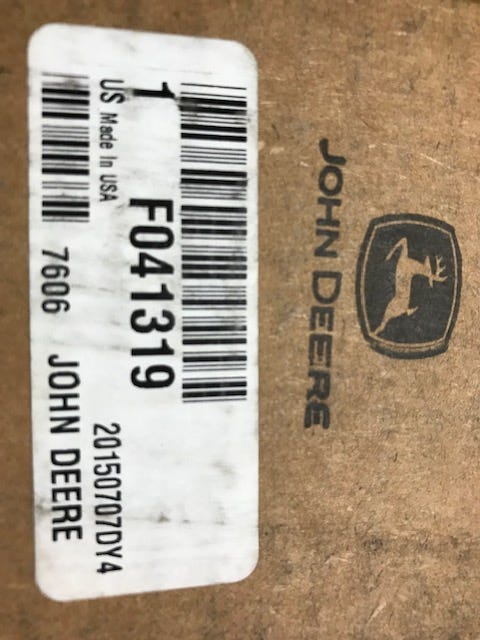 JOHN DEERE
1 F041319
US Made In USA 20150707DY4
7606 JOHN DEERE